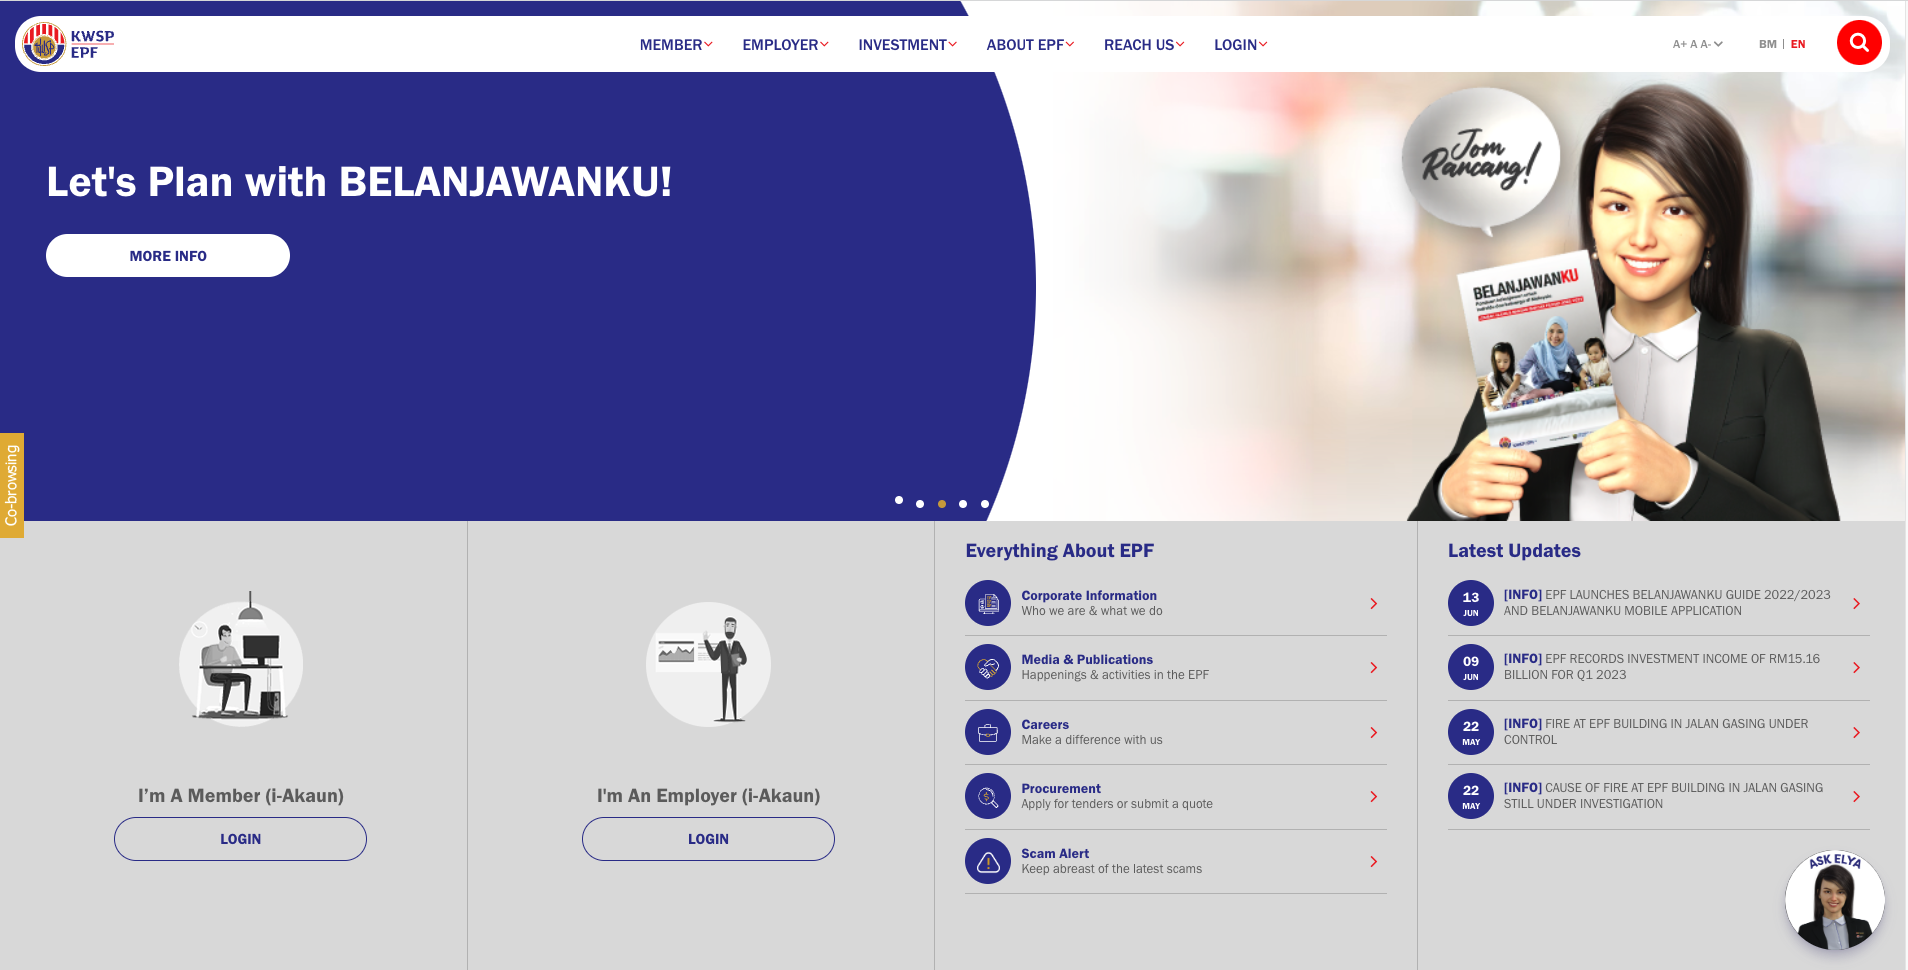 KWSP
EPF
MEMBER
EMPLOYER
INVESTMENT
ABOUT EPF
REACH US
LOGIN
A+ A A-
BM | EN
Let's Plan with BELANJAWANKU!
MORE INFO
Jom
Rancang!
BELANJAWANKU
Co-browsing
I’m A Member (i-Akaun)
LOGIN
I'm An Employer (i-Akaun)
LOGIN
Everything About EPF
Corporate Information
Who we are & what we do
Media & Publications
Happenings & activities in the EPF
Careers
Make a difference with us
Procurement
Apply for tenders or submit a quote
Scam Alert
Keep abreast of the latest scams
Latest Updates
13
JUN
[INFO] EPF LAUNCHES BELANJAWANKU GUIDE 2022/2023
AND BELANJAWANKU MOBILE APPLICATION
09
JUN
[INFO] EPF RECORDS INVESTMENT INCOME OF RM15.16
BILLION FOR Q1 2023
22
MAY
[INFO] FIRE AT EPF BUILDING IN JALAN GASING UNDER
CONTROL
22
MAY
[INFO] CAUSE OF FIRE AT EPF BUILDING IN JALAN GASING
STILL UNDER INVESTIGATION
ASK ELYA